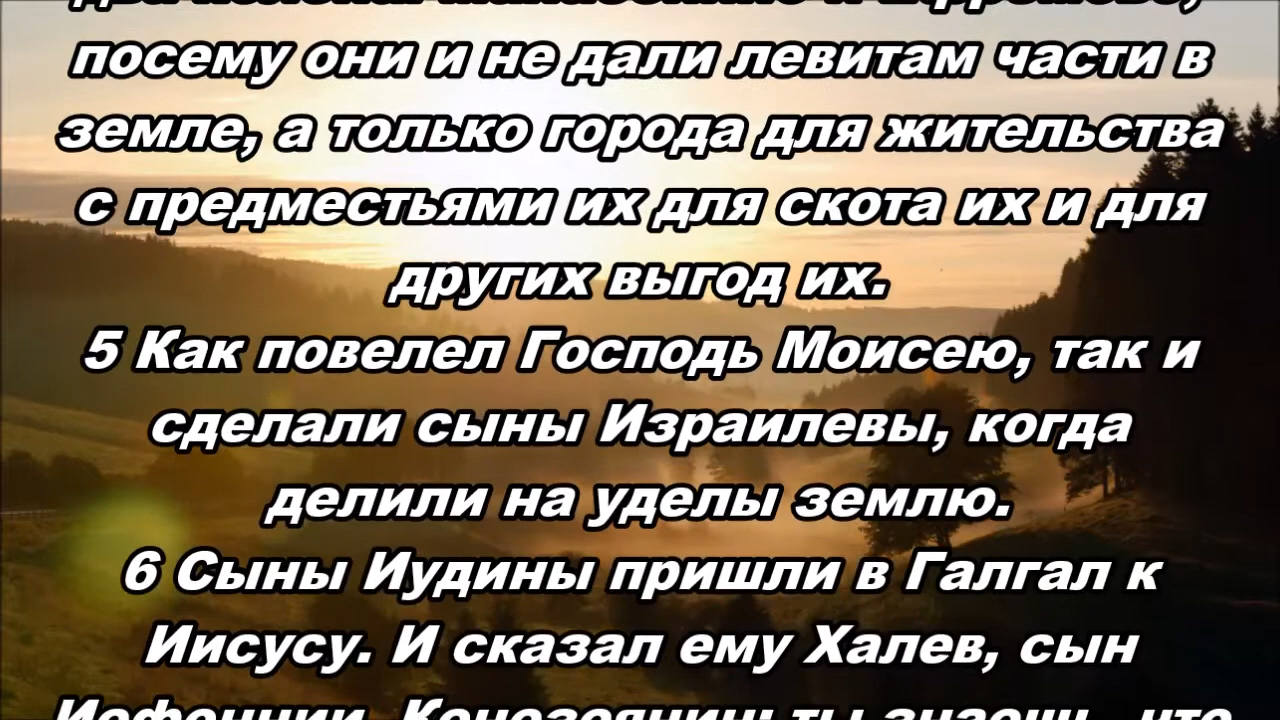 посему они и не дали левитам части в
земле, а только города для жительства
с предместьями их для скота их и для
других выгод их.
5 Как повелел Господь Моисею, так и
сделали сыны Израилевы, когда
делили на уделы землю.
6 Сыны Иудины пришли в Галгал к
Иисусу. И сказал ему Халев, сын